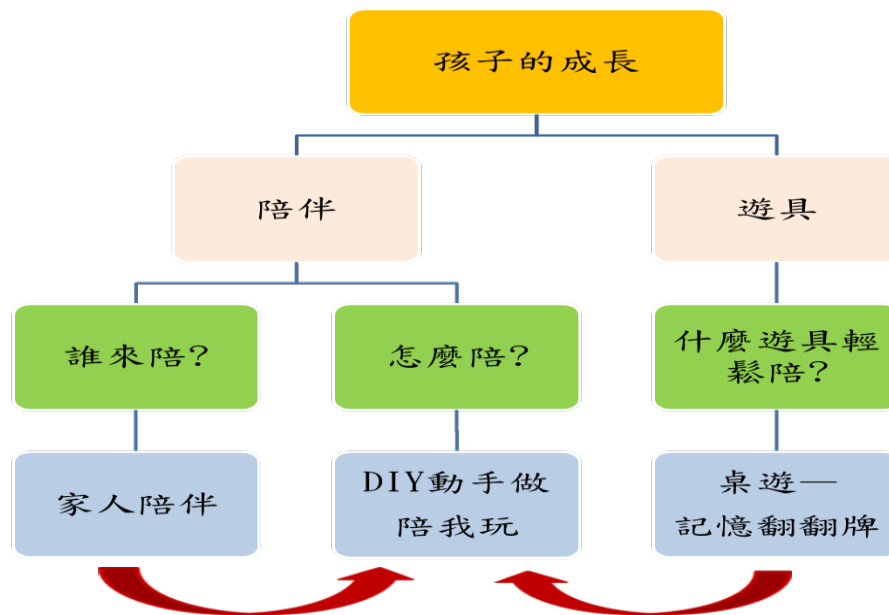 孩子的成長
陪伴
遊具
誰來陪?
怎麼陪?
什麼遊具輕
鬆陪?
家人陪伴
DIY動手做
陪我玩
桌遊—
記憶翻翻牌